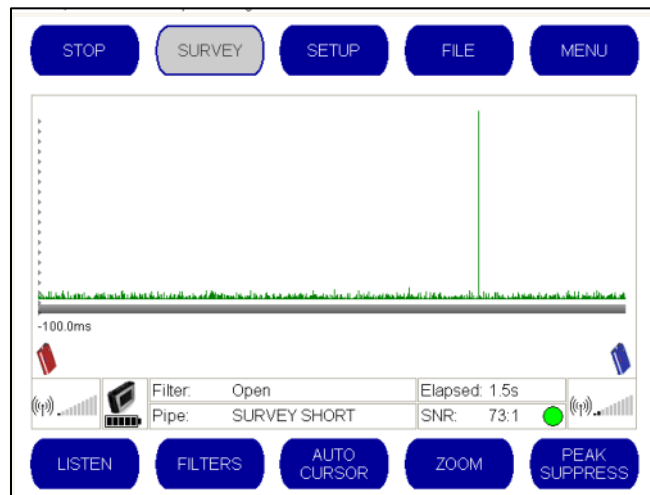 STOP
SURVEY
SETUP
FILE
MENU
-100.0ms
Filter: Open
Elapsed: 1.5s
Pipe: SURVEY SHORT
SNR: 73:1
LISTEN
FILTERS
AUTO
CURSOR
ZOOM
PEAK
SUPPRESS